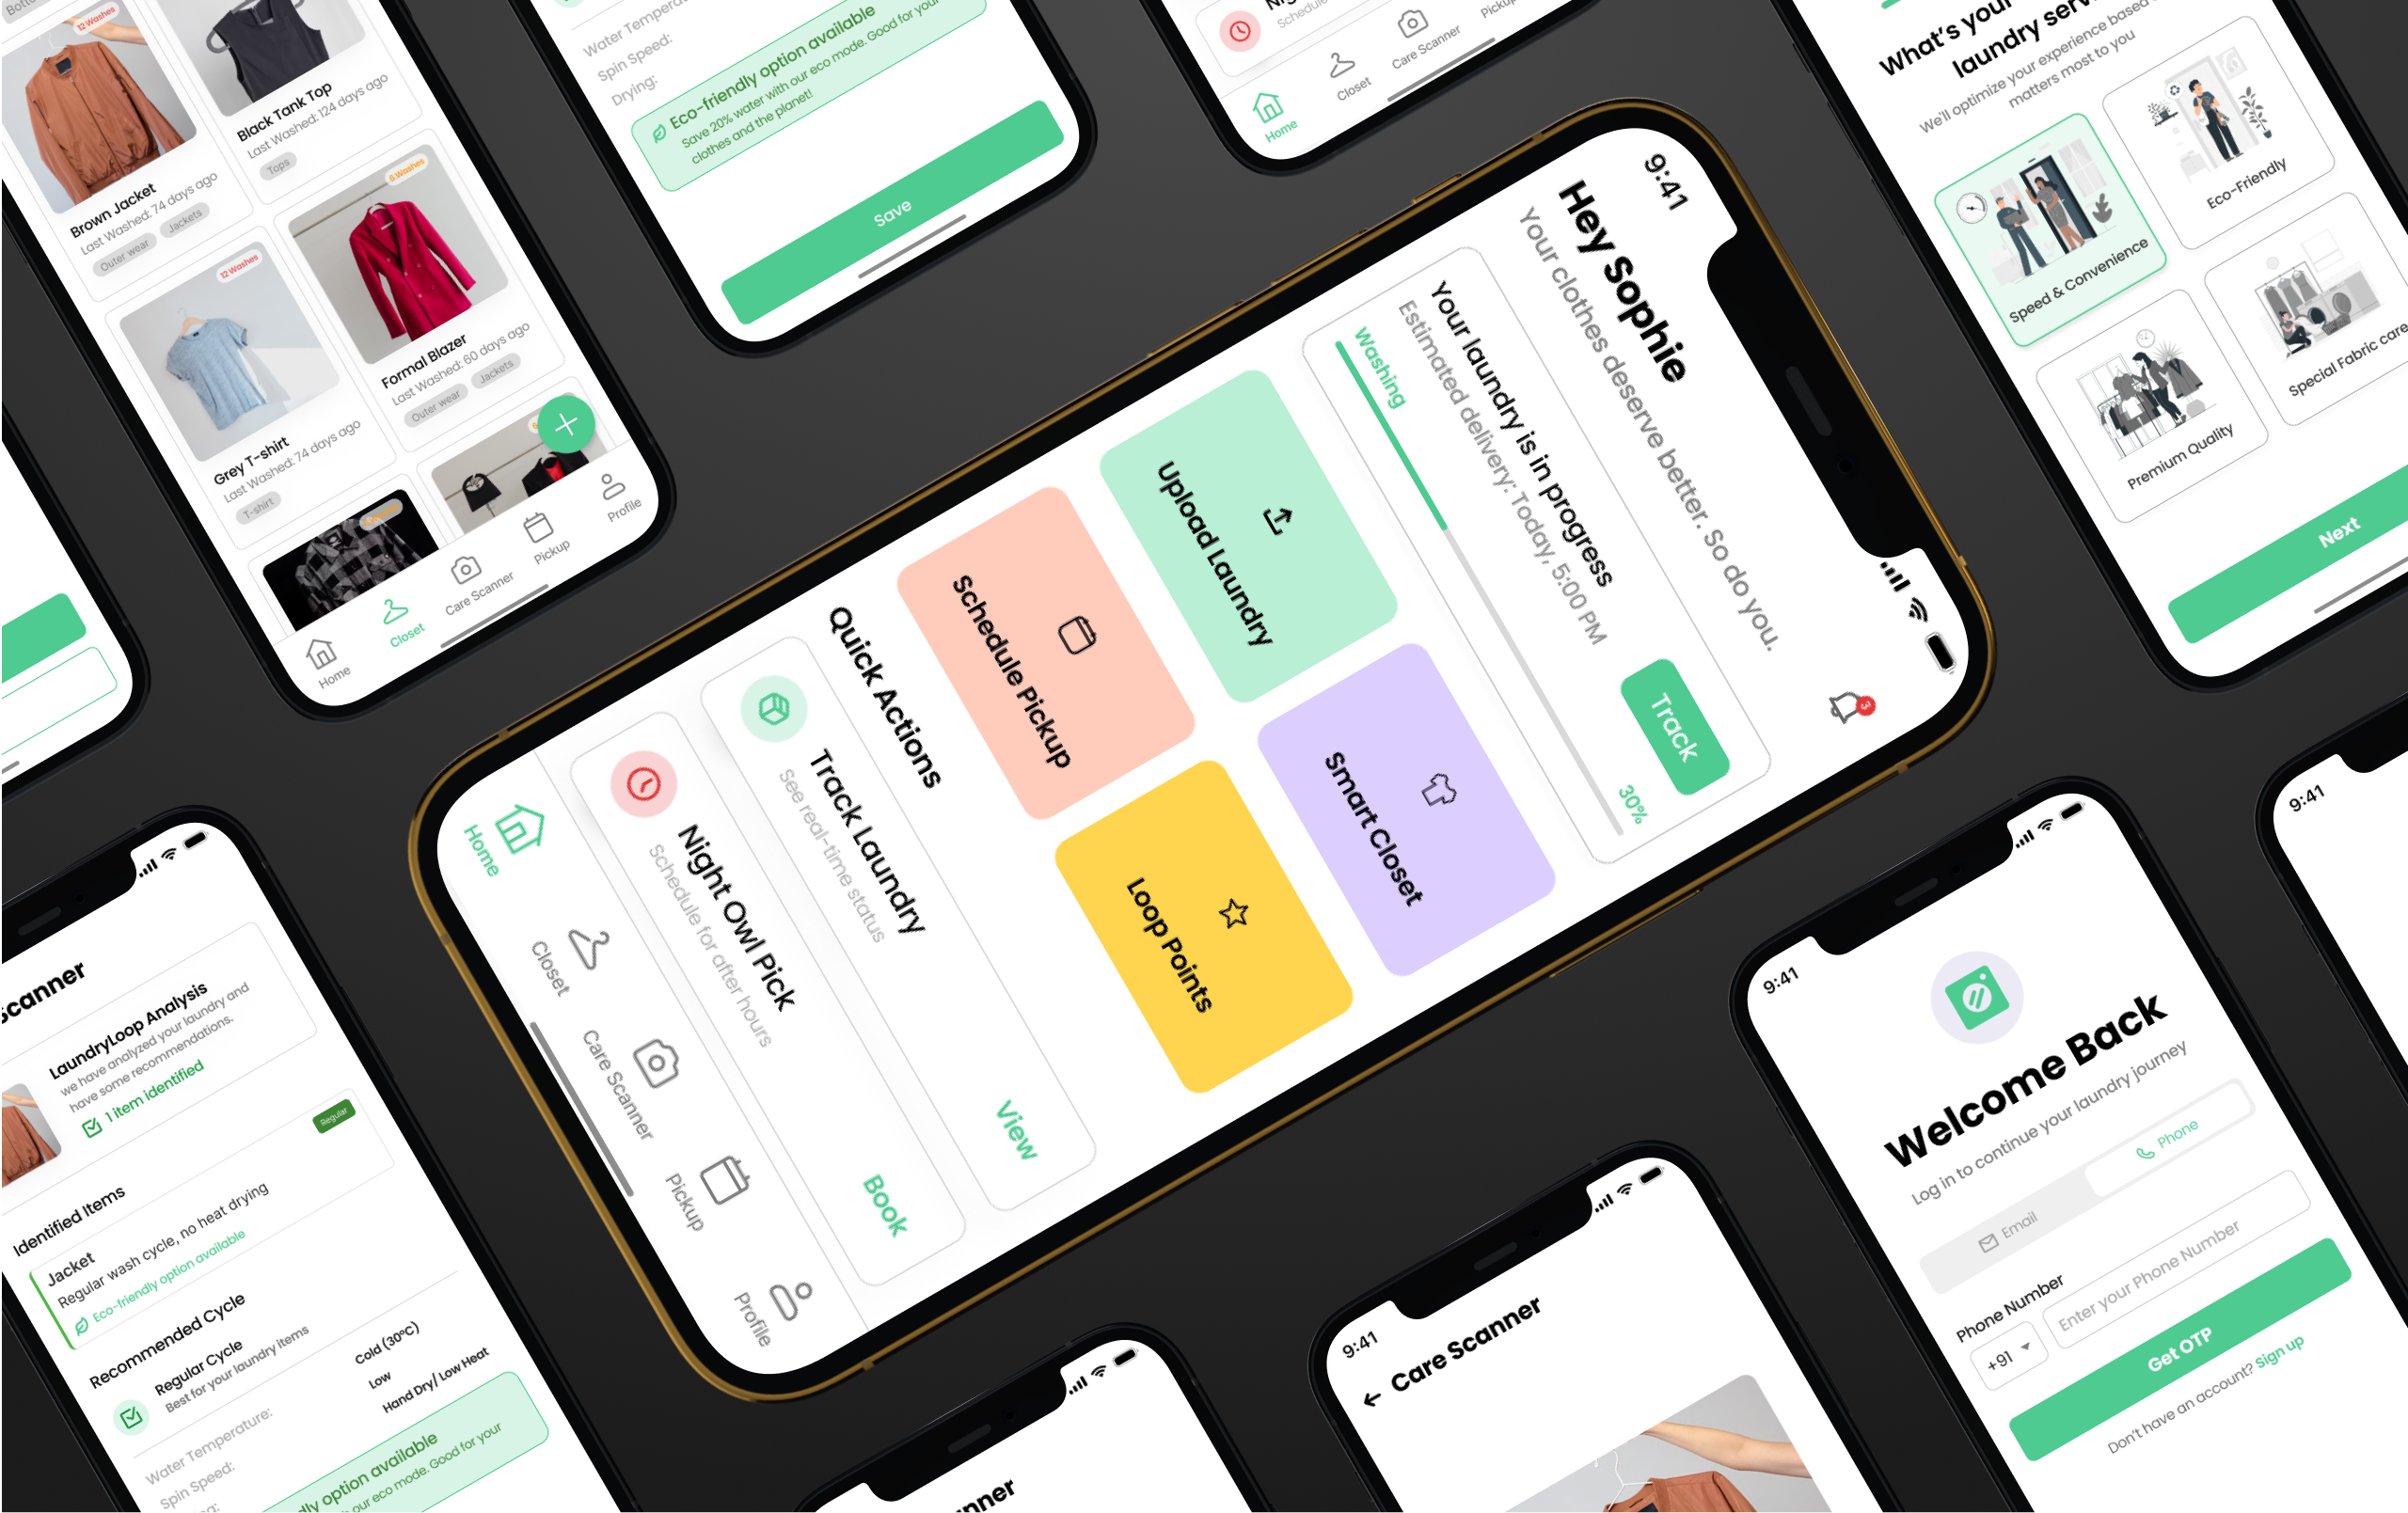 Botto
12 Washes
Brown Jacket
Last Washed: 74 days ago
Outer wear
Jackets
Black Tank Top
Last Washed: 124 days ago
Tops
12 Washes
Grey T-shirt
Last Washed: 74 days ago
T-shirt
6 Washes
Formal Blazer
Last Washed: 60 days ago
Outer wear
Jackets
Home
Closet
Care Scanner
Pickup
Profile
Water Tempera
Spin Speed:
Drying:
Eco-friendly option available
Save 20% water with our eco mode. Good for your
clothes and the planet!
Save
Schedule
Home
Closet
Care Scanner
Pickup
What's your
laundry serv
We'll optimize your experience based
matters most to you
Speed & Convenience
Eco-Friendly
Premium Quality
Special Fabric care
Next
9:41
Hey Sophie
Your clothes deserve better. So do you.
3
Your laundry is in progress
Estimated delivery: Today, 5:00 PM
Track
Washing
30%
Upload Laundry
Smart Closet
Schedule Pickup
Loop Points
Quick Actions
Track Laundry
See real-time status
View
Night Owl Pick
Schedule for after hours
Book
Home
Closet
Care Scanner
Pickup
Profile
Scanner
LaundryLoop Analysis
we have analyzed your laundry and
have some recommendations.
1 item identified
Identified Items
Jacket
Regular
Regular wash cycle, no heat drying
Eco-friendly option available
Recommended Cycle
Regular Cycle
Best for your laundry items
Water Temperature:
Cold (30°C)
Spin Speed:
Low
Hand Dry/ Low Heat
dly option available
our eco mode. Good for your
nner
9:41
Care Scanner
9:41
Welcome Back
Log in to continue your laundry journey
Email
Phone
Phone Number
+91
Enter your Phone Number
Get OTP
Don't have an account? Sign up
9:41